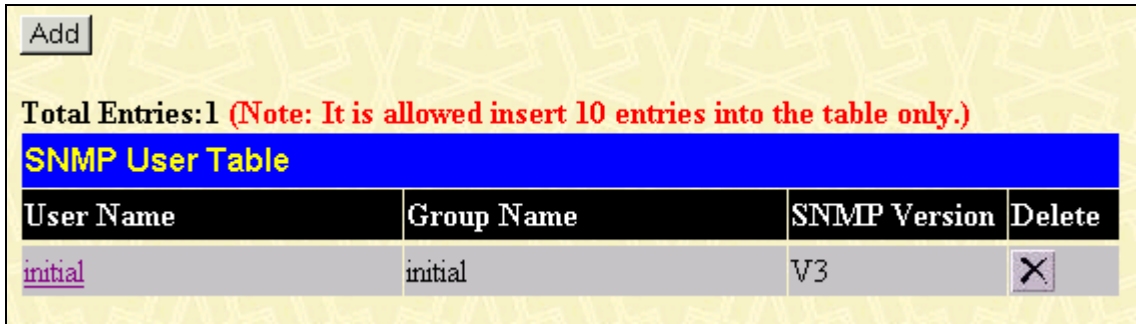 Add
Total Entries:1 (Note: It is allowed insert 10 entries into the table only.)
SNMP User Table
User Name Group Name SNMP Version Delete
initial initial V3